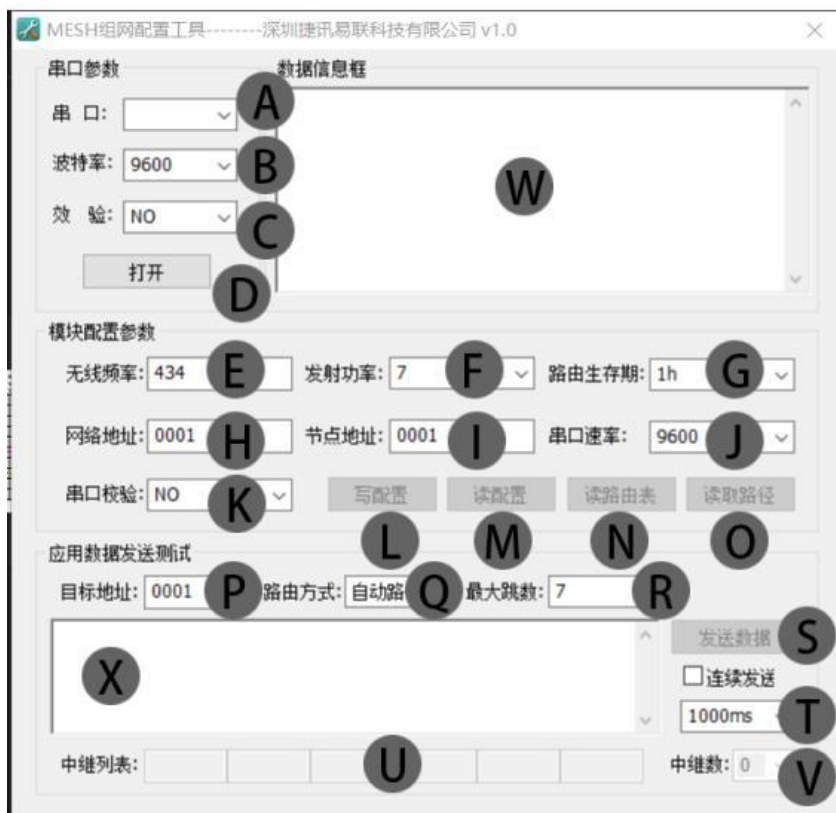 MESH组网配置工具--------深圳捷讯易联科技有限公司 v1.0
串口参数 数据信息框
串 口: A
波特率: 9600 B
效 验: NO C
W
打开 D
模块配置参数
无线频率: 434 E 发射功率: 7 F 路由生存期: 1h G
网络地址: 0001 H 节点地址: 0001 I 串口速率: 9600 J
串口校验: NO K 写配置 读配置 读路由表 读取路径
L M N O
应用数据发送测试
目标地址: 0001 P 路由方式: 自动路 Q 最大跳数: 7 R
发送数据 S
X 连续发送
1000ms T
中继列表: U 中继数: 0 V